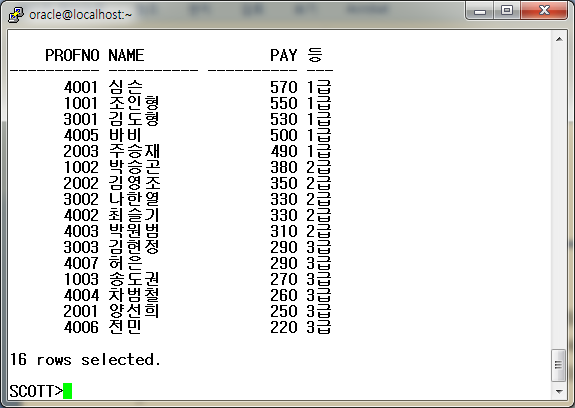 oracle@localhost:~
PROFNO NAME PAY 등
---------- ---------- ---------- ---
4001 심슨 570 1급
1001 조인형 550 1급
3001 김도형 530 1급
4005 바비 500 1급
2003 주승재 490 1급
1002 박승곤 380 2급
2002 김영조 350 2급
3002 나한열 330 2급
4002 최슬기 330 2급
4003 박원범 310 2급
3003 김현정 290 3급
4007 허은 290 3급
1003 송도권 270 3급
4004 차범철 260 3급
2001 양선희 250 3급
4006 전민 220 3급
16 rows selected.
SCOTT>